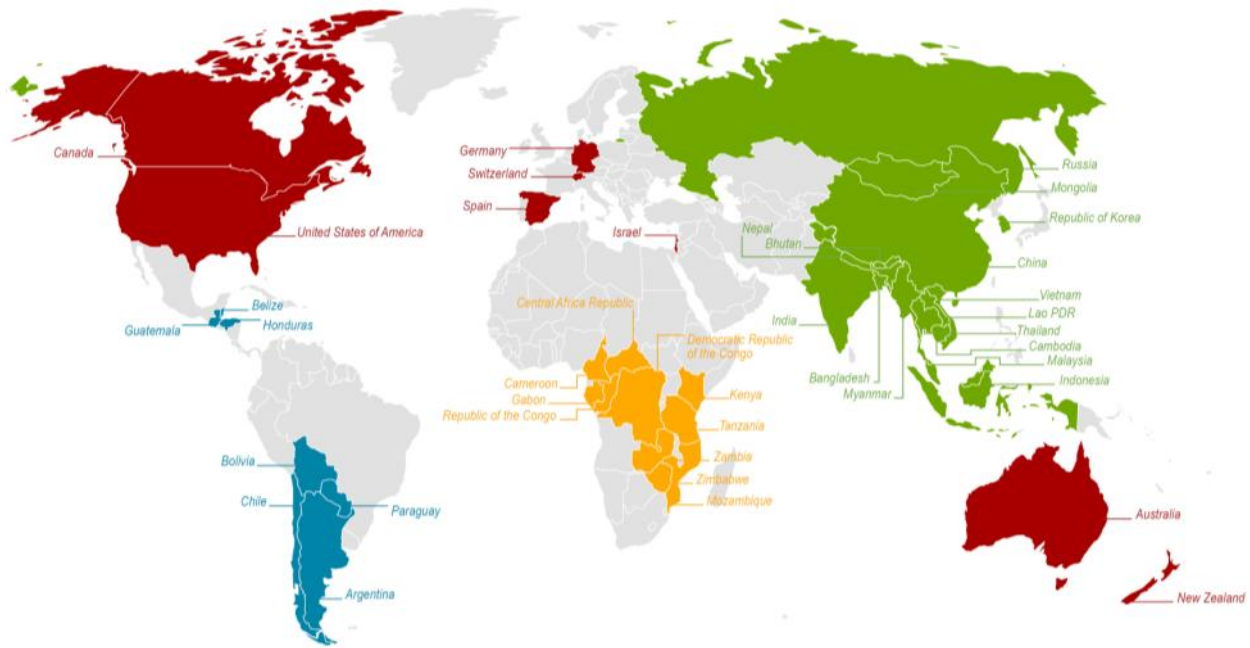 Canada
United States of America
Belize
Guatemala
Honduras
Bolivia
Chile
Paraguay
Argentina
Germany
Switzerland
Spain
Israel
Central Africa Republic
Democratic Republic
of the Congo
Cameroon
Gabon
Republic of the Congo
Kenya
Tanzania
Zambia
Zimbabwe
Mozambique
Russia
Mongolia
Republic of Korea
Nepal
Bhutan
China
Vietnam
India
Lao PDR
Thailand
Cambodia
Malaysia
Bangladesh
Indonesia
Myanmar
Australia
New Zealand